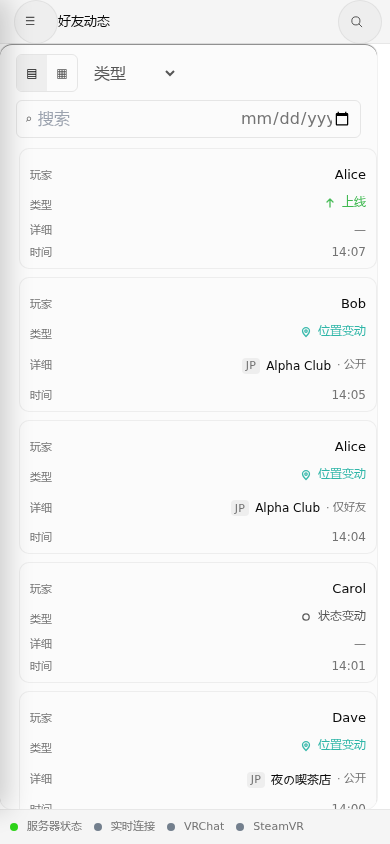 好友动态
类型
搜索 mm/dd/yyy
玩家 Alice
类型 上线
详细 —
时间 14:07
玩家 Bob
类型 位置变动
详细 JP Alpha Club · 公开
时间 14:05
玩家 Alice
类型 位置变动
详细 JP Alpha Club · 仅好友
时间 14:04
玩家 Carol
类型 状态变动
详细 —
时间 14:01
玩家 Dave
类型 位置变动
详细 JP 夜の喫茶店 · 公开
时间 14:00
服务器状态 实时连接 VRChat SteamVR